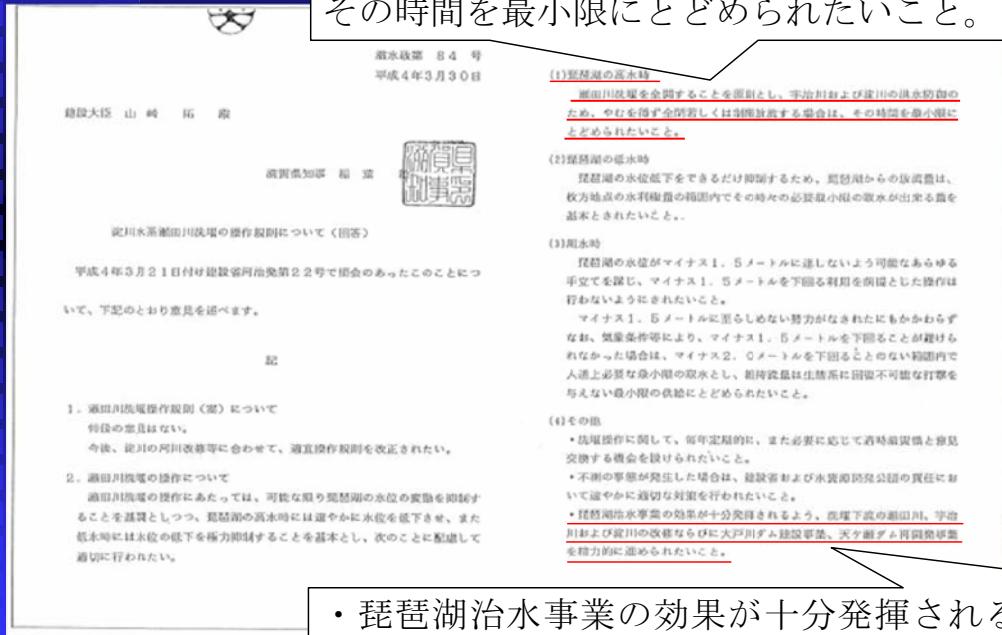 その時間を最小限にとどめられたいこと。
滋水政第 84 号
平成4年3月30日
建設大臣 山 崎 拓 殿
滋賀県知事 稲 葉
滋賀県知事
淀川水系瀬田川洗堰の操作規則について(回答)
平成4年3月21日付け建設省河治発第22号で照会のあったこのことにつ
いて、下記のとおり意見を述べます。
記
1.瀬田川洗堰操作規則(案)について
何段の意見はない。
今後、淀川の河川改修等に合わせて、適宜操作規則を改正されたい。
2.瀬田川洗堰の操作について
瀬田川洗堰の操作にあたっては、可能な限り琵琶湖の水位の変動を抑制す
ることを基調としつつ、琵琶湖の高水時には速やかに水位を低下させ、また
低水時には水位の低下を極力抑制することを基本とし、次のことに配慮して
適切に行われたい。
(1)琵琶湖の高水時
瀬田川洗堰を全開することを原則とし、宇治川および淀川の洪水防御の
ため、やむを得ず全閉若しくは制限放流する場合は、その時間を最小限に
とどめられたいこと。
(2)琵琶湖の低水時
琵琶湖の水位低下をできるだけ抑制するため、琵琶湖からの放流量は、
枚方地点の水利権量の範囲内でその時々の必要最小限の取水が出来る量を
基本とされたいこと。
(3)渇水時
琵琶湖の水位がマイナス1.5メートルに達しないよう可能なあらゆる
手立てを講じ、マイナス1.5メートルを下回る利用を前提とした操作は
行わないようにされたいこと。
マイナス1.5メートルに至らしめない努力がなされたにもかかわらず
なお、気象条件等により、マイナス1.5メートルを下回ることが避けら
れなかった場合は、マイナス2.0メートルを下回ることのない範囲内で
人道上必要な最小限の取水とし、維持流量は生態系に回復不可能な打撃を
与えない最小限の供給にとどめられたいこと。
(4)その他
・洗堰操作に関して、毎年定期的に、また必要に応じて適時滋賀県と意見
交換する機会を設けられたいこと。
・不測の事態が発生した場合は、建設省および水資源開発公団の責任にお
いて速やかに適切な対策を行われたいこと。
・琵琶湖治水事業の効果が十分発揮されるよう、洗堰下流の瀬田川、宇治
川および淀川の改修ならびに大戸川ダム建設事業、天ケ瀬ダム再開発事業
を精力的に進められたいこと。
・琵琶湖治水事業の効果が十分発揮される